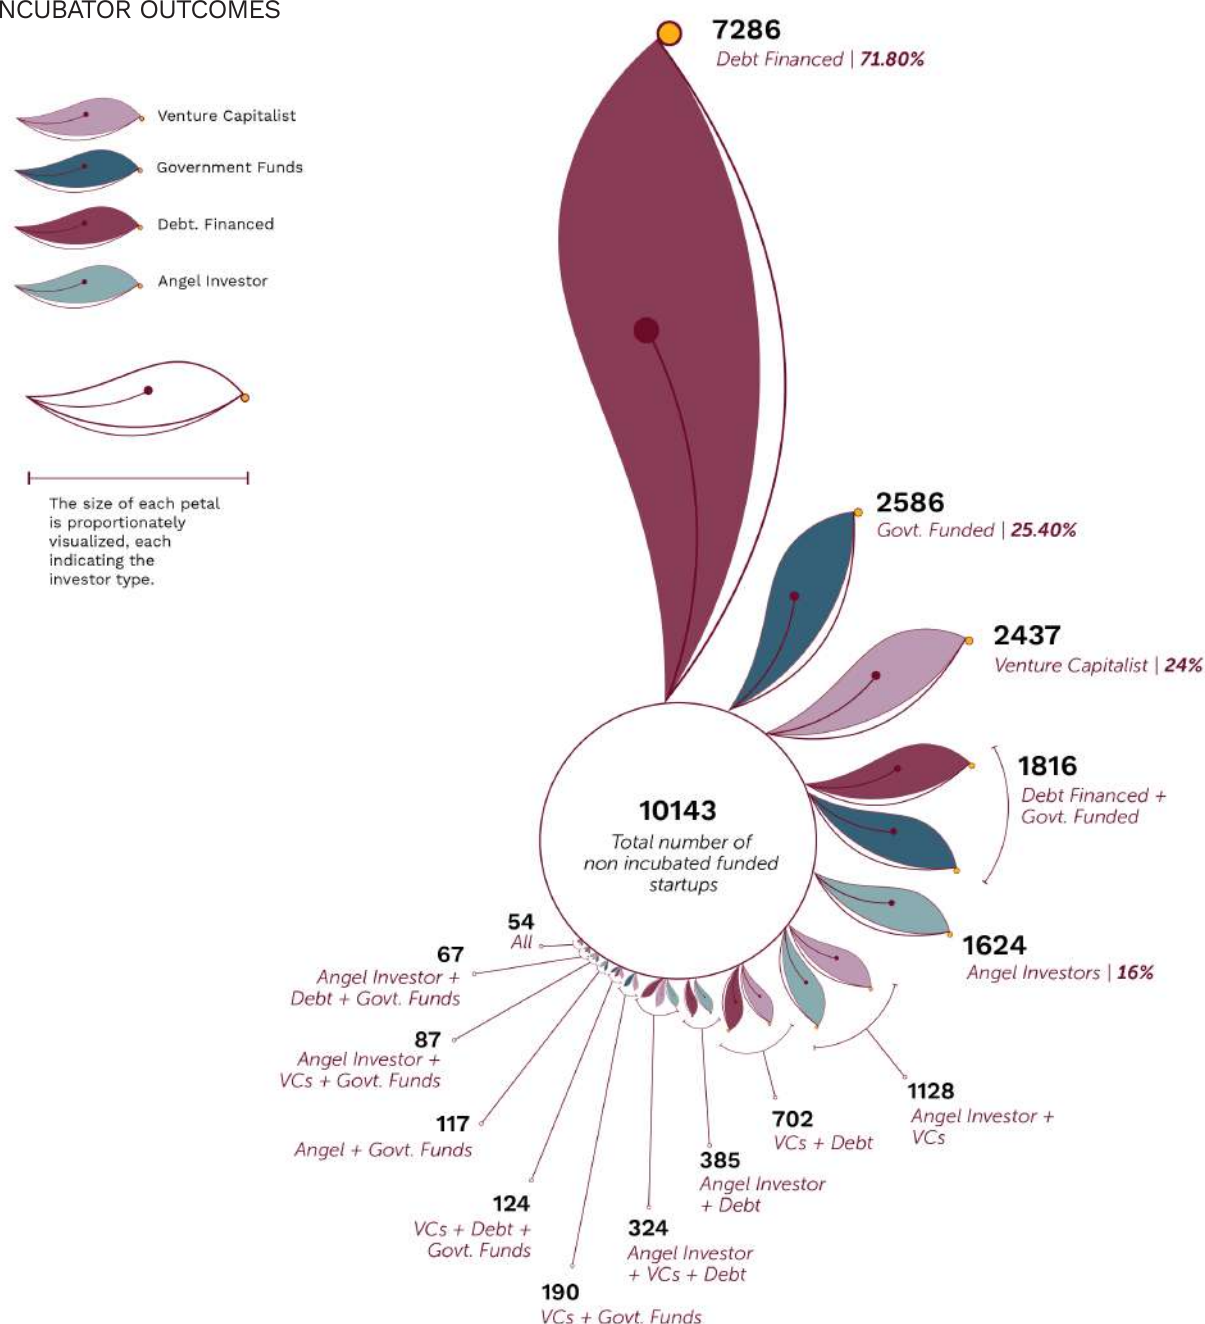 NCUBATOR OUTCOMES
Venture Capitalist
Government Funds
Debt. Financed
Angel Investor
The size of each petal
is proportionately
visualized, each
indicating the
investor type.
7286
Debt Financed | 71.80%
2586
Govt. Funded | 25.40%
2437
Venture Capitalist | 24%
1816
Debt Financed +
Govt. Funded
1624
Angel Investors | 16%
10143
Total number of
non incubated funded
startups
1128
Angel Investor +
VCs
702
VCs + Debt
385
Angel Investor
+ Debt
324
Angel Investor
+ VCs + Debt
190
VCs + Govt. Funds
124
VCs + Debt +
Govt. Funds
117
Angel + Govt. Funds
87
Angel Investor +
VCs + Govt. Funds
67
Angel Investor +
Debt + Govt. Funds
54
All